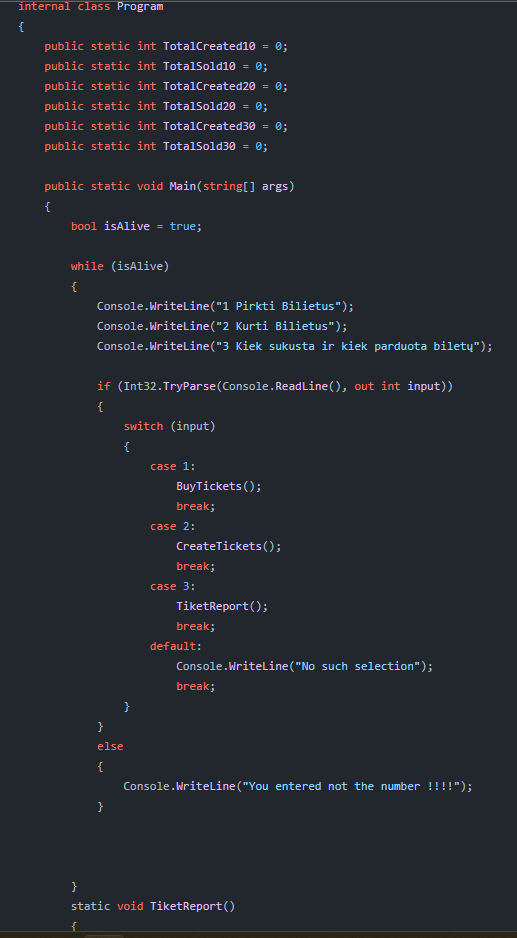 internal class Program
{
    public static int TotalCreated10 = 0;
    public static int TotalSold10 = 0;
    public static int TotalCreated20 = 0;
    public static int TotalSold20 = 0;
    public static int TotalCreated30 = 0;
    public static int TotalSold30 = 0;

    public static void Main(string[] args)
    {
        bool isAlive = true;

        while (isAlive)
        {
            Console.WriteLine("1 Pirkti Bilietus");
            Console.WriteLine("2 Kurti Bilietus");
            Console.WriteLine("3 Kiek sukusta ir kiek parduota biletų");

            if (Int32.TryParse(Console.ReadLine(), out int input))
            {
                switch (input)
                {
                    case 1:
                        BuyTickets();
                        break;
                    case 2:
                        CreateTickets();
                        break;
                    case 3:
                        TiketReport();
                        break;
                    default:
                        Console.WriteLine("No such selection");
                        break;
                }
            }
            else
            {
                Console.WriteLine("You entered not the number !!!!");
            }

        }
        static void TiketReport()
        {